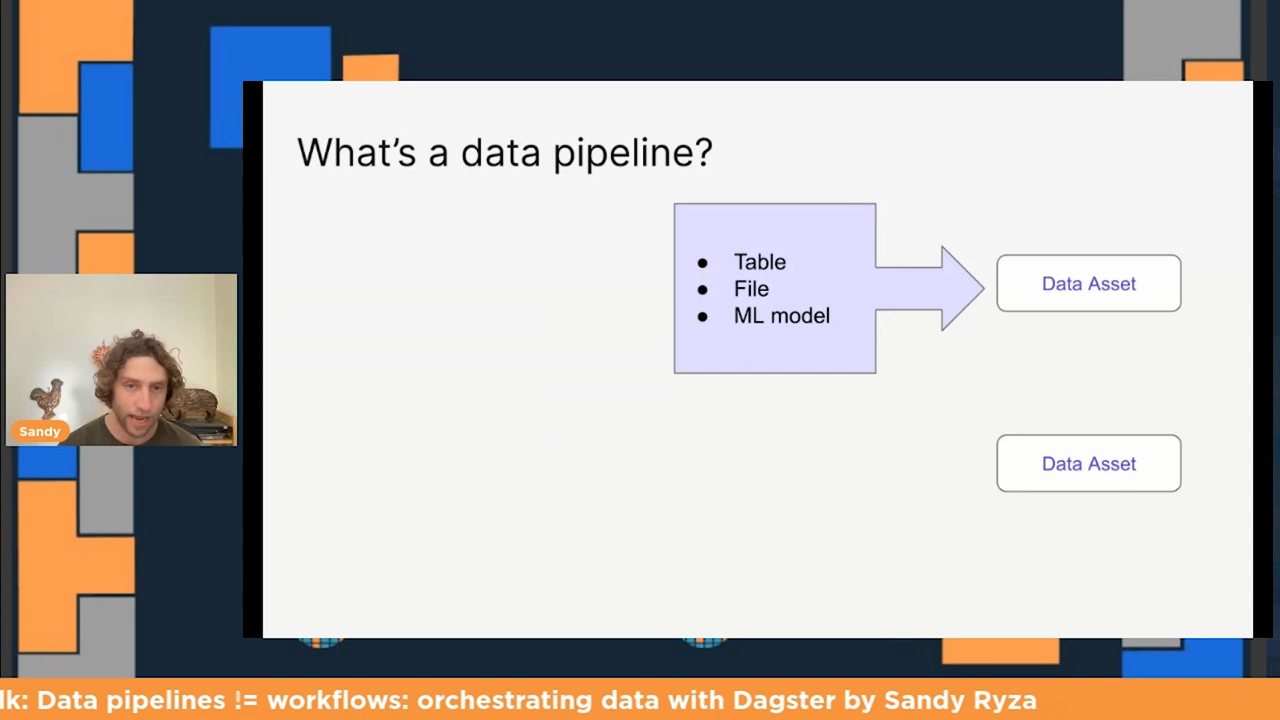 What's a data pipeline?
● Table
● File
● ML model
Data Asset
Data Asset
Sandy
lk: Data pipelines != workflows: orchestrating data with Dagster by Sandy Ryza